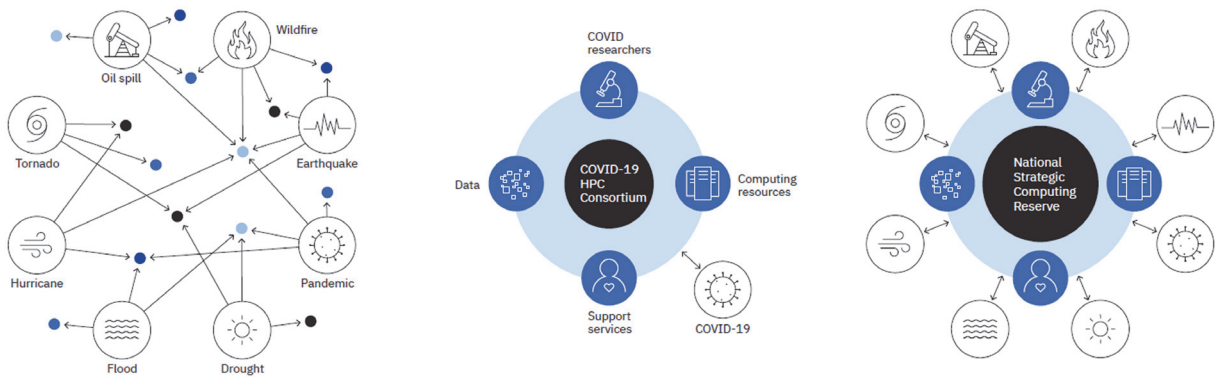 Wildfire
Oil spill
Tornado
Earthquake
Hurricane
Pandemic
Flood
Drought
COVID
researchers
Data
COVID-19
HPC
Consortium
Computing
resources
Support
services
COVID-19
National
Strategic
Computing
Reserve